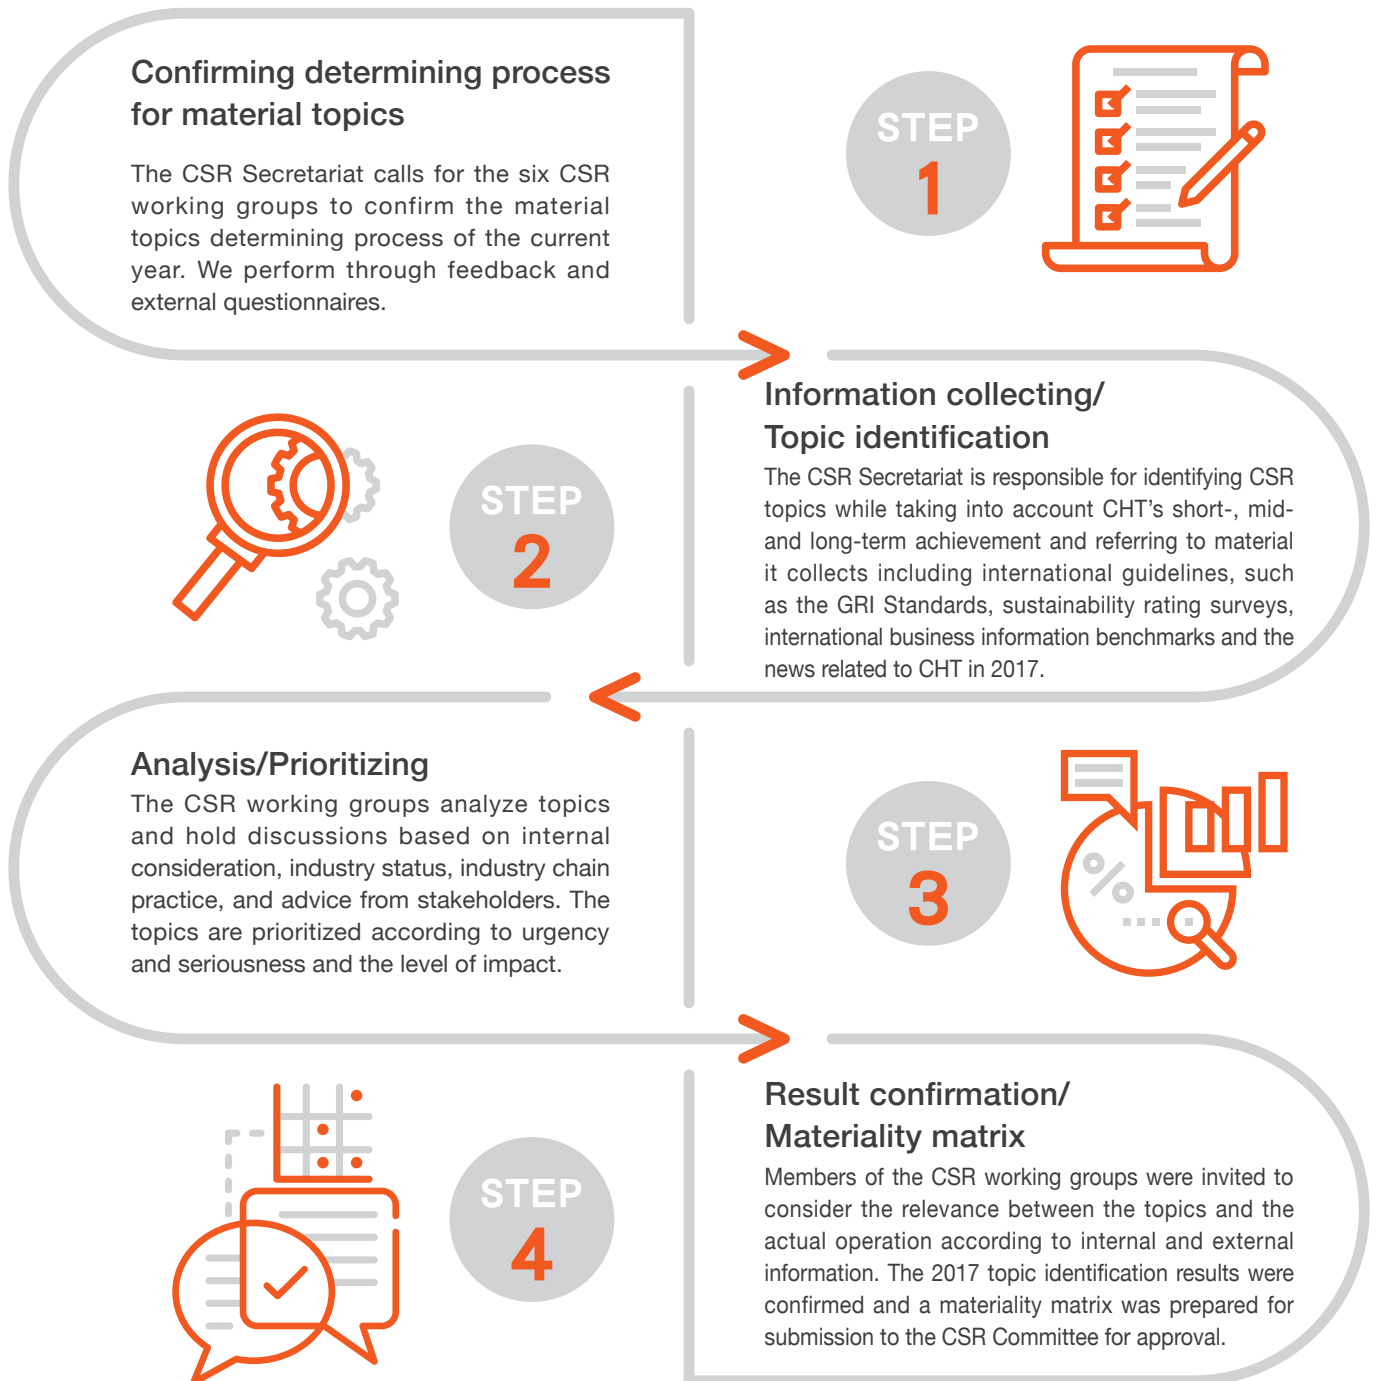 Confirming determining process
for material topics
The CSR Secretariat calls for the six CSR
working groups to confirm the material
topics determining process of the current
year. We perform through feedback and
external questionnaires.
STEP
1
STEP
2
Information collecting/
Topic identification
The CSR Secretariat is responsible for identifying CSR
topics while taking into account CHT’s short-, mid-
and long-term achievement and referring to material
it collects including international guidelines, such
as the GRI Standards, sustainability rating surveys,
international business information benchmarks and the
news related to CHT in 2017.
Analysis/Prioritizing
The CSR working groups analyze topics
and hold discussions based on internal
consideration, industry status, industry chain
practice, and advice from stakeholders. The
topics are prioritized according to urgency
and seriousness and the level of impact.
STEP
3
%
STEP
4
Result confirmation/
Materiality matrix
Members of the CSR working groups were invited to
consider the relevance between the topics and the
actual operation according to internal and external
information. The 2017 topic identification results were
confirmed and a materiality matrix was prepared for
submission to the CSR Committee for approval.